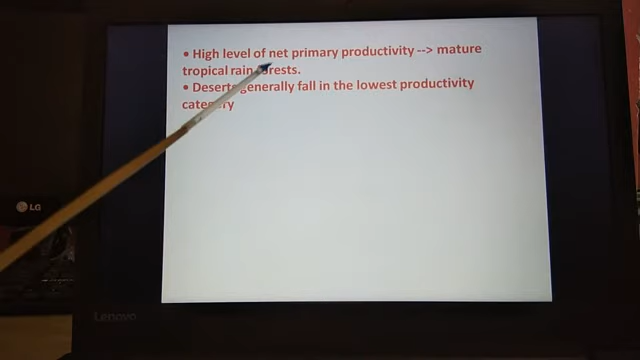 • High level of net primary productivity --> mature
tropical rain forests.
• Deserts generally fall in the lowest productivity
category
LG
Lenovo